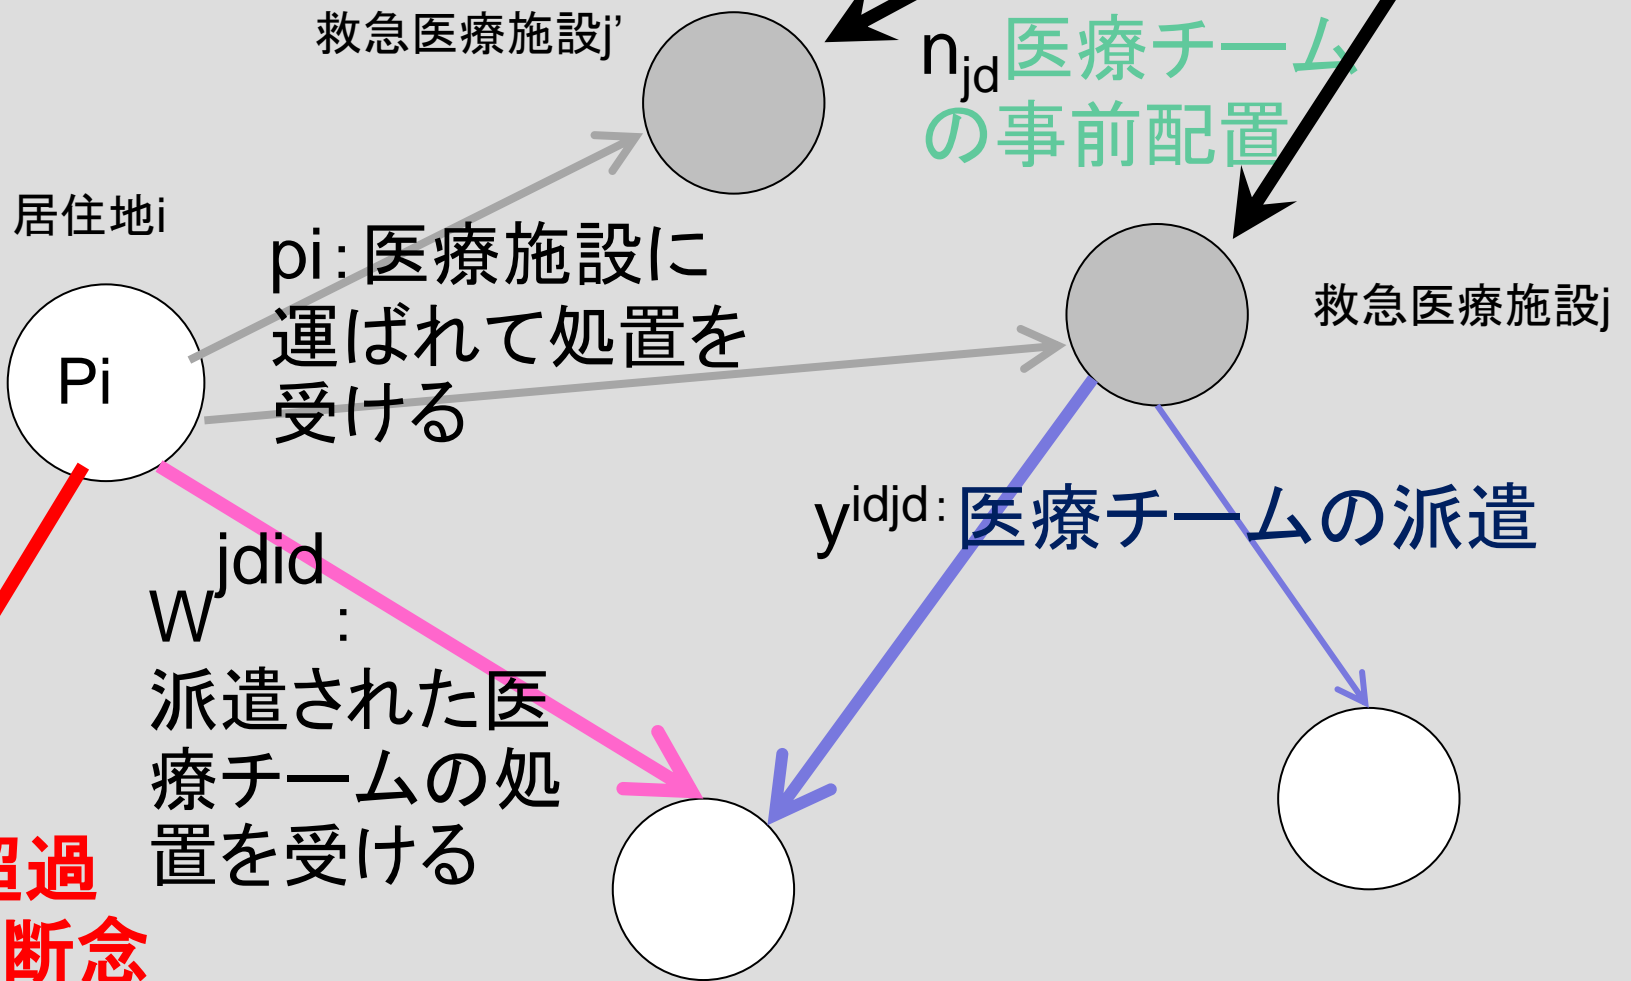 救急医療施設j’
n_jd医療チーム
の事前配置
居住地i
pi：医療施設に
運ばれて処置を
受ける
救急医療施設j
Pi
y^idjd：医療チームの派遣
W^jdid：
派遣された医
療チームの処
置を受ける
超過
断念